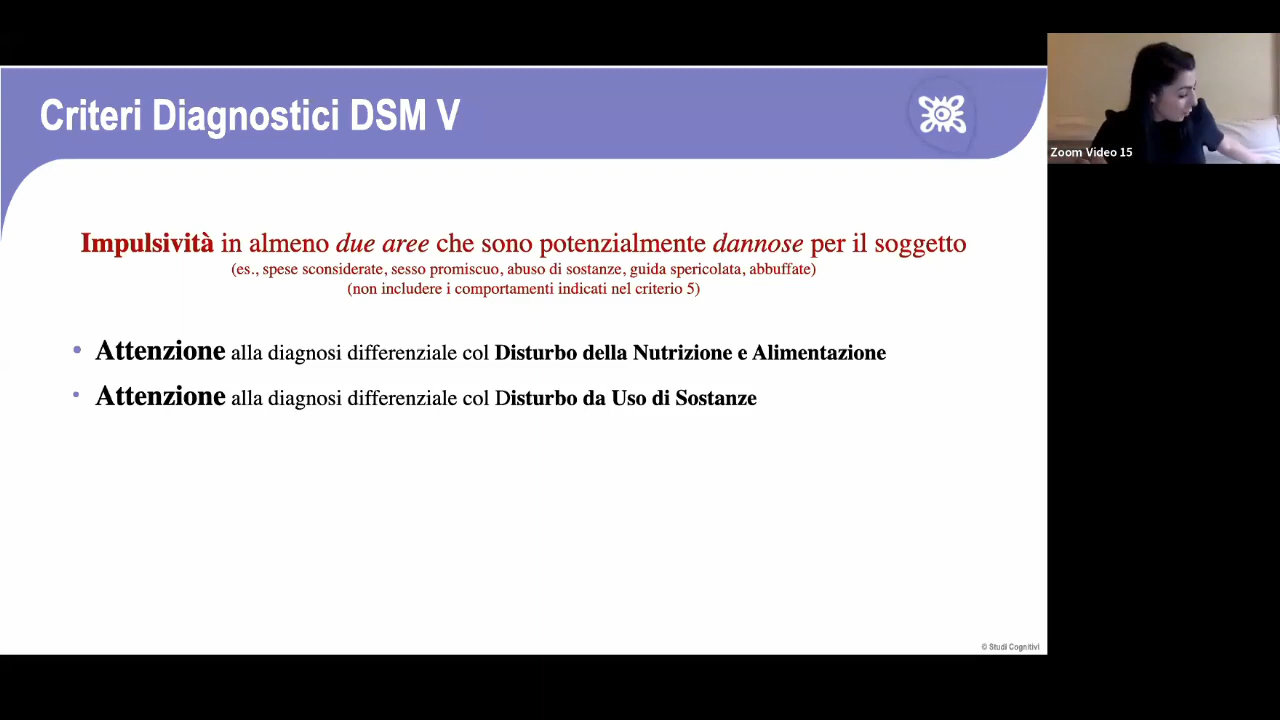 Criteri Diagnostici DSM V
Zoom Video 15
Impulsività in almeno due aree che sono potenzialmente dannose per il soggetto
(es., spese sconsiderate, sesso promiscuo, abuso di sostanze, guida spericolata, abbuffate)
(non includere i comportamenti indicati nel criterio 5)
• Attenzione alla diagnosi differenziale col Disturbo della Nutrizione e Alimentazione
• Attenzione alla diagnosi differenziale col Disturbo da Uso di Sostanze
© Studi Cognitivi